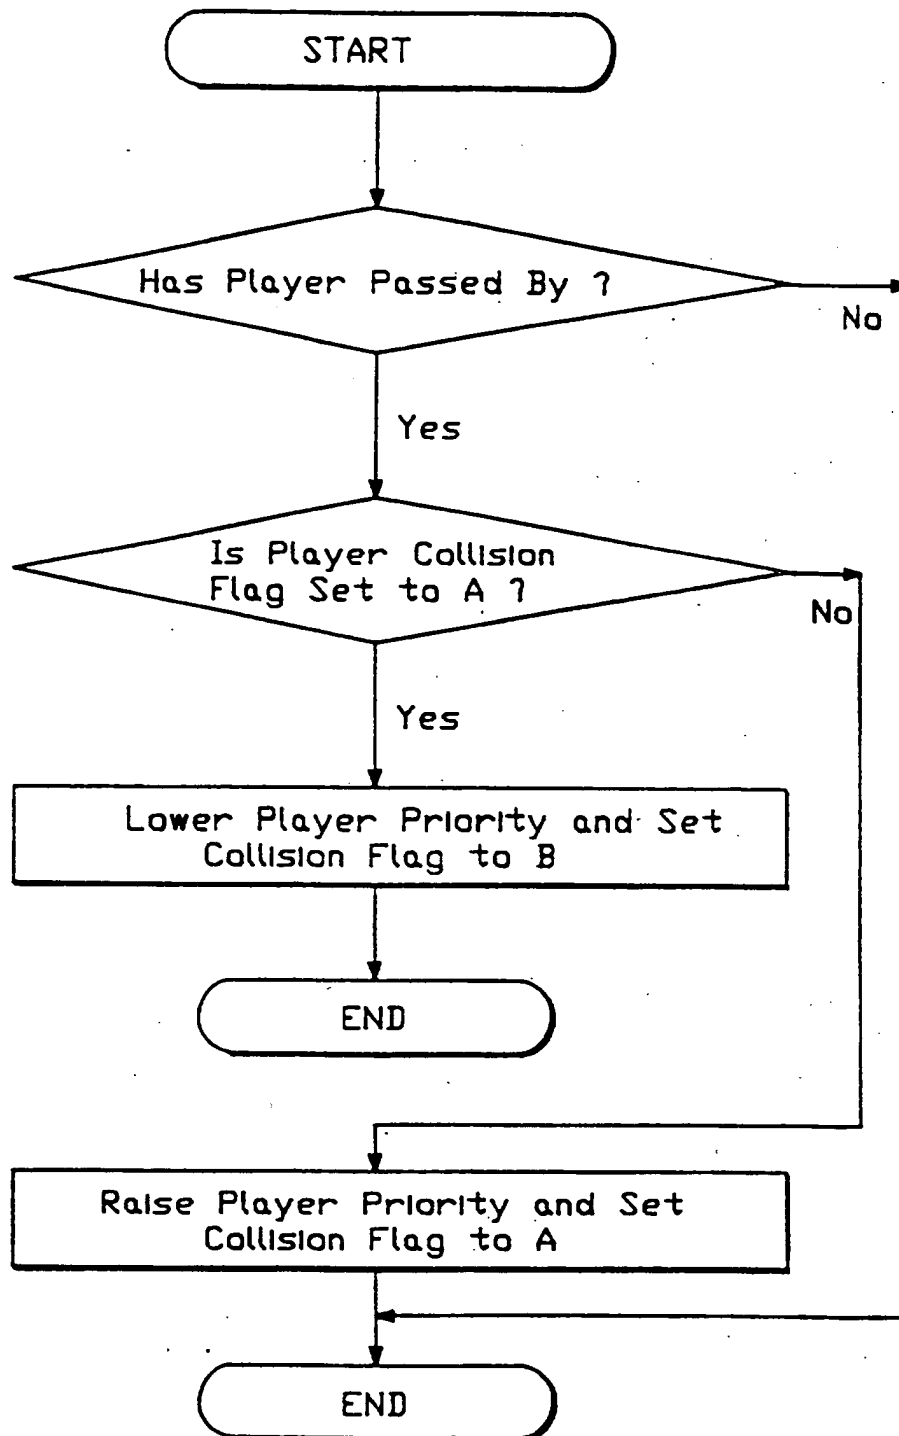 START
Has Player Passed By ?
No
Yes
Is Player Collision
Flag Set to A ?
No
Yes
Lower Player Priority and Set
Collision Flag to B
END
Raise Player Priority and Set
Collision Flag to A
END